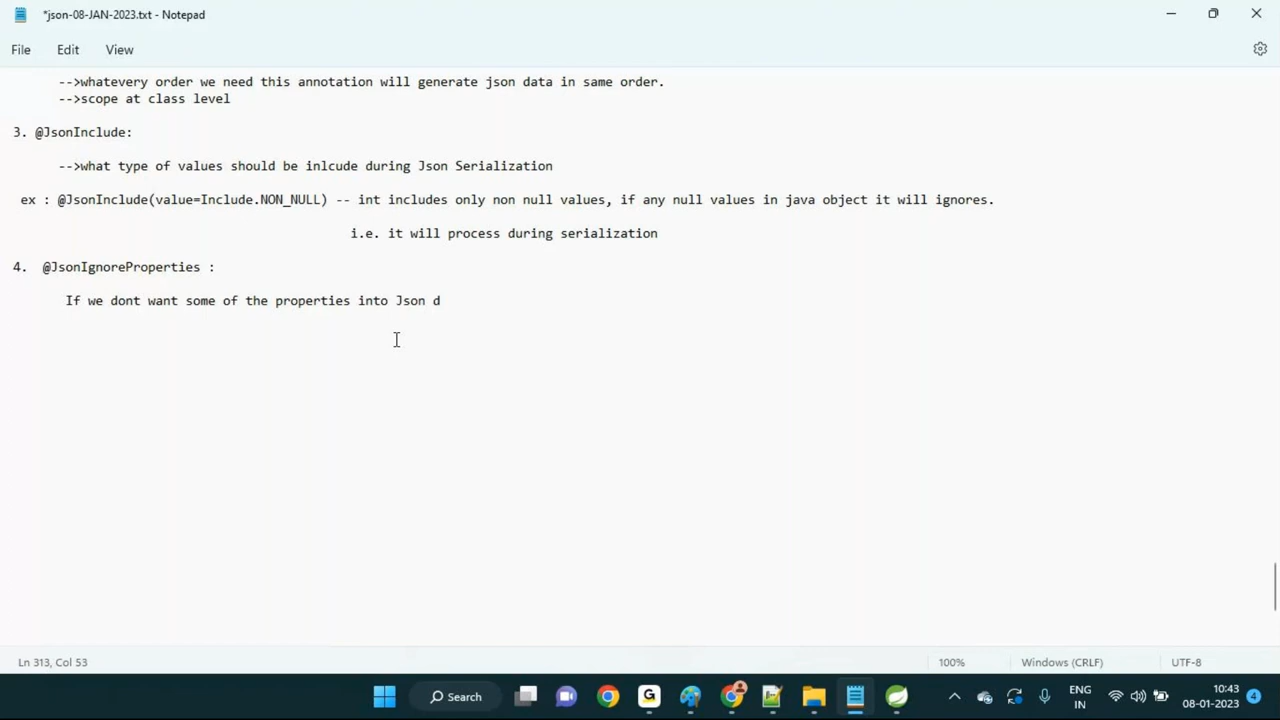 *json-08-JAN-2023.txt - Notepad
File Edit View
-->whatevery order we need this annotation will generate json data in same order.
-->scope at class level
3. @JsonInclude:
-->what type of values should be inlcude during Json Serialization
ex : @JsonInclude(value=Include.NON_NULL) -- int includes only non null values, if any null values in java object it will ignores.
i.e. it will process during serialization
4. @JsonIgnoreProperties :
If we dont want some of the properties into Json d
Ln 313, Col 53 100% Windows (CRLF) UTF-8
Search
ENG
IN
10:43
08-01-2023
4